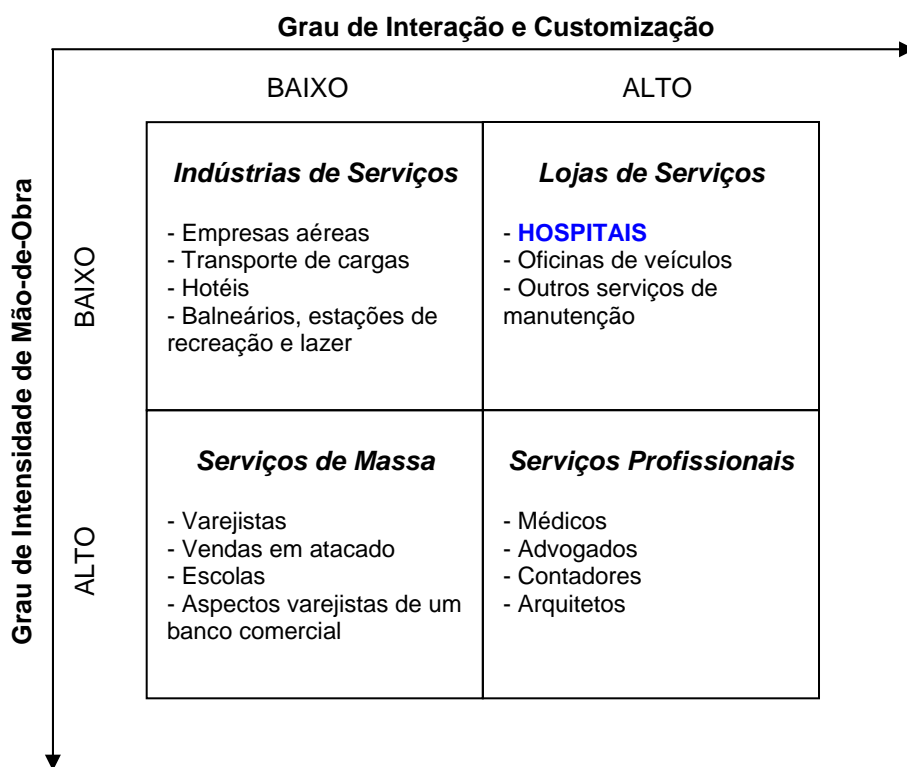 Grau de Interação e Customização
BAIXO
ALTO
Grau de Intensidade de Mão-de-Obra
BAIXO
Indústrias de Serviços
- Empresas aéreas
- Transporte de cargas
- Hotéis
- Balneários, estações de
recreação e lazer
Lojas de Serviços
- HOSPITAIS
- Oficinas de veículos
- Outros serviços de
manutenção
ALTO
Serviços de Massa
- Varejistas
- Vendas em atacado
- Escolas
- Aspectos varejistas de um
banco comercial
Serviços Profissionais
- Médicos
- Advogados
- Contadores
- Arquitetos